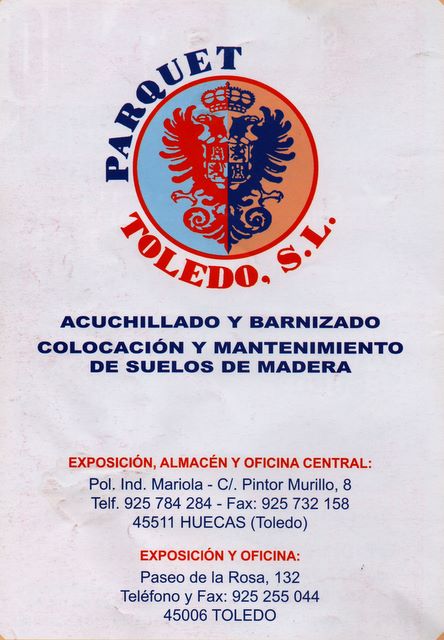 PARQUET
TOLEDO, S.L.
ACUCHILLADO Y BARNIZADO
COLOCACIÓN Y MANTENIMIENTO
DE SUELOS DE MADERA
EXPOSICIÓN, ALMACÉN Y OFICINA CENTRAL:
Pol. Ind. Mariola - C/. Pintor Murillo, 8
Telf. 925 784 284 - Fax: 925 732 158
45511 HUECAS (Toledo)
EXPOSICIÓN Y OFICINA:
Paseo de la Rosa, 132
Teléfono y Fax: 925 255 044
45006 TOLEDO